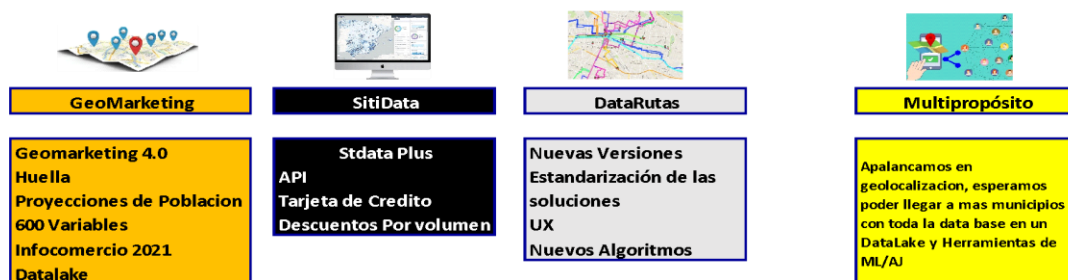 GeoMarketing
SitiData
DataRutas
Multipropósito
Geomarketing 4.0
Huella
Proyecciones de Poblacion
600 Variables
Infocomercio 2021
Datalake
Stdata Plus
API
Tarjeta de Credito
Descuentos Por volumen
Nuevas Versiones
Estandarización de las
soluciones
UX
Nuevos Algoritmos
Apalancamos en
geolocalizacion, esperamos
poder llegar a mas municipios
con toda la data base en un
DataLake y Herramientas de
ML/AJ